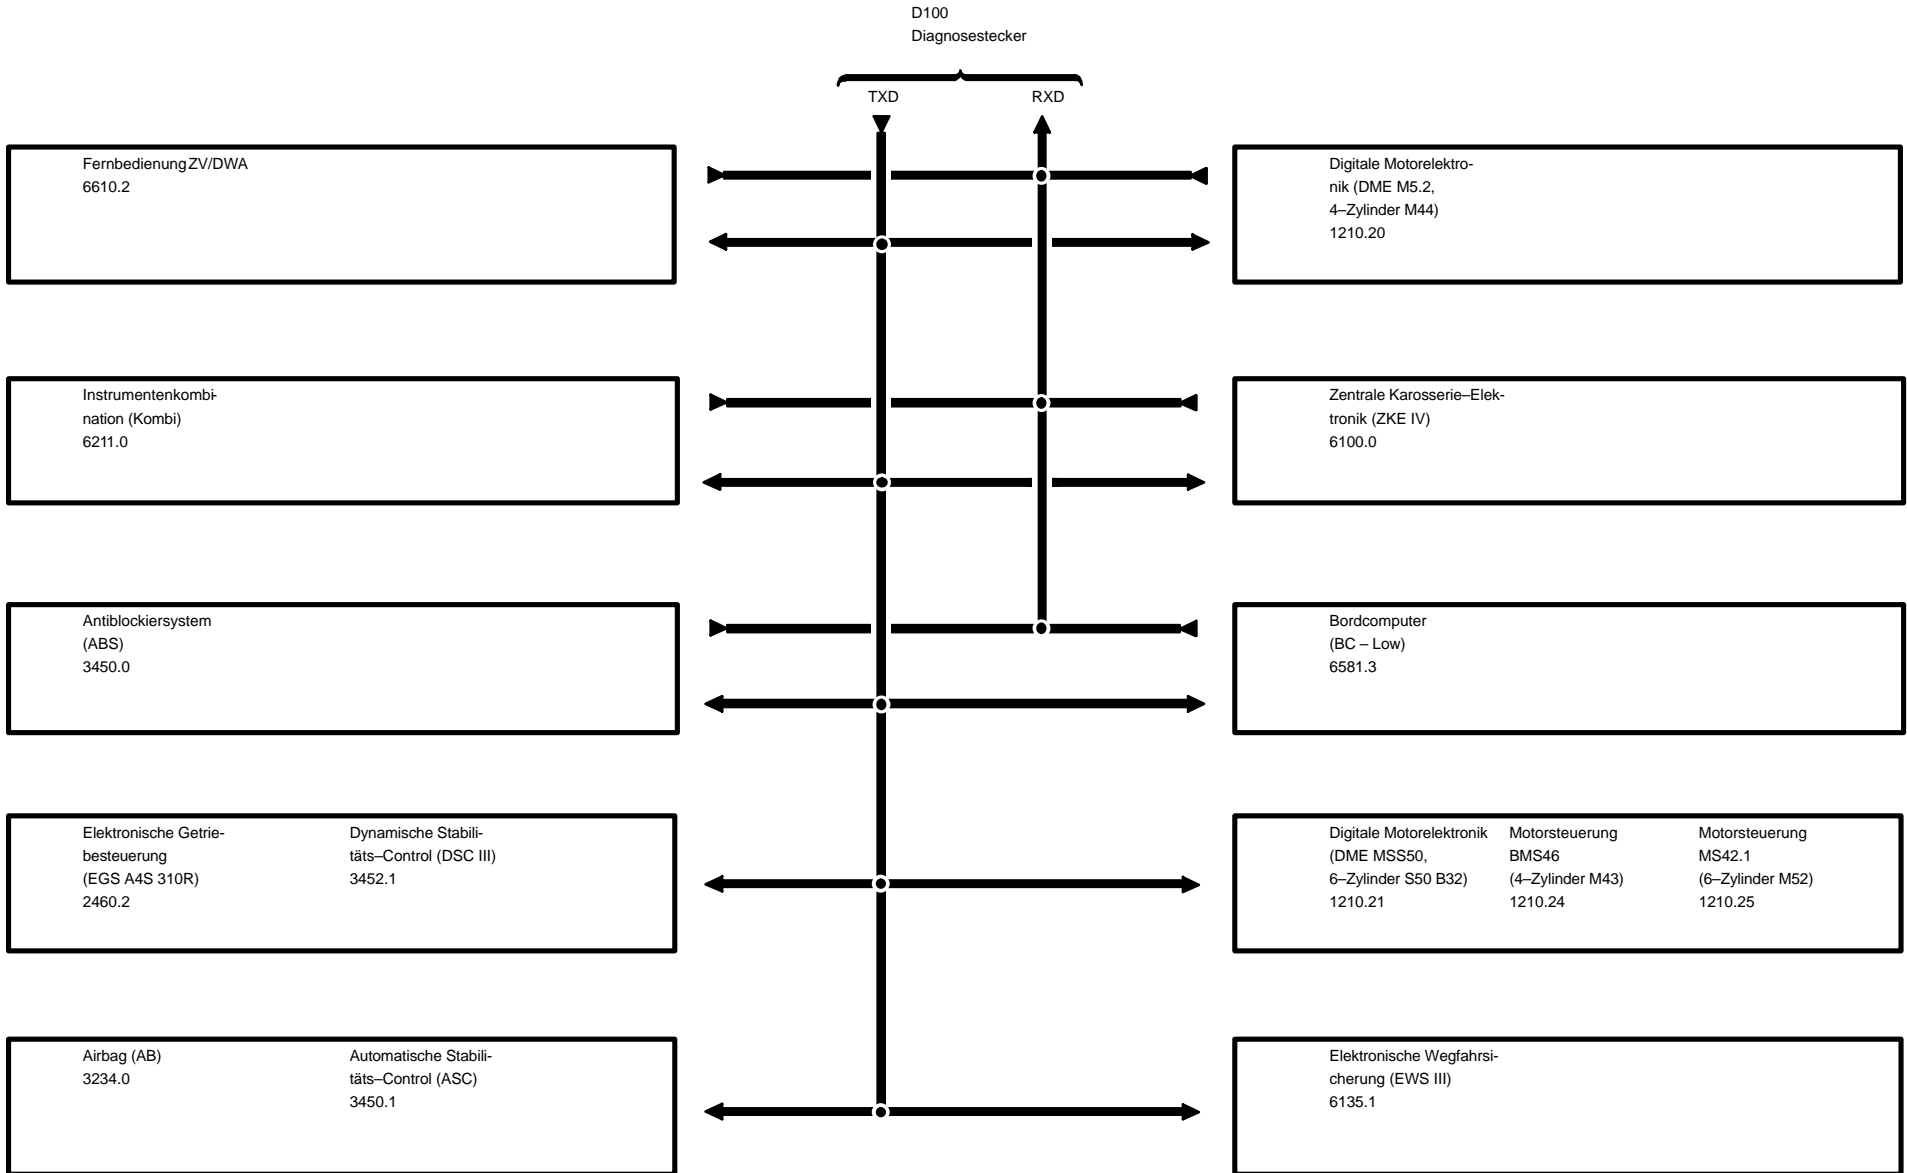 D100
Diagnosestecker
TXD
RXD
Fernbedienung ZV/DWA
6610.2
Digitale Motorelektro-
nik (DME M5.2,
4–Zylinder M44)
1210.20
Instrumentenkombi-
nation (Kombi)
6211.0
Zentrale Karosserie–Elek-
tronik (ZKE IV)
6100.0
Antiblockiersystem
(ABS)
3450.0
Bordcomputer
(BC – Low)
6581.3
Elektronische Getrie-
besteuerung
(EGS A4S 310R)
2460.2
Dynamische Stabili-
täts–Control (DSC III)
3452.1
Digitale Motorelektronik
(DME MSS50,
6–Zylinder S50 B32)
1210.21
Motorsteuerung
BMS46
(4–Zylinder M43)
1210.24
Motorsteuerung
MS42.1
(6–Zylinder M52)
1210.25
Airbag (AB)
3234.0
Automatische Stabili-
täts–Control (ASC)
3450.1
Elektronische Wegfahrsi-
cherung (EWS III)
6135.1